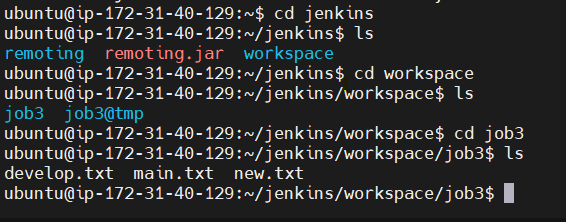 ubuntu@ip-172-31-40-129:~$ cd jenkins
ubuntu@ip-172-31-40-129:~/jenkins$ ls
remoting  remoting.jar  workspace
ubuntu@ip-172-31-40-129:~/jenkins$ cd workspace
ubuntu@ip-172-31-40-129:~/jenkins/workspace$ ls
job3  job3@tmp
ubuntu@ip-172-31-40-129:~/jenkins/workspace$ cd job3
ubuntu@ip-172-31-40-129:~/jenkins/workspace/job3$ ls
develop.txt  main.txt  new.txt
ubuntu@ip-172-31-40-129:~/jenkins/workspace/job3$